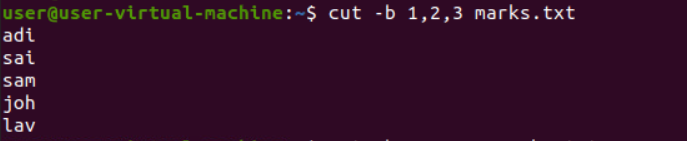 user@user-virtual-machine:~$ cut -b 1,2,3 marks.txt
adi
sai
sam
joh
lav